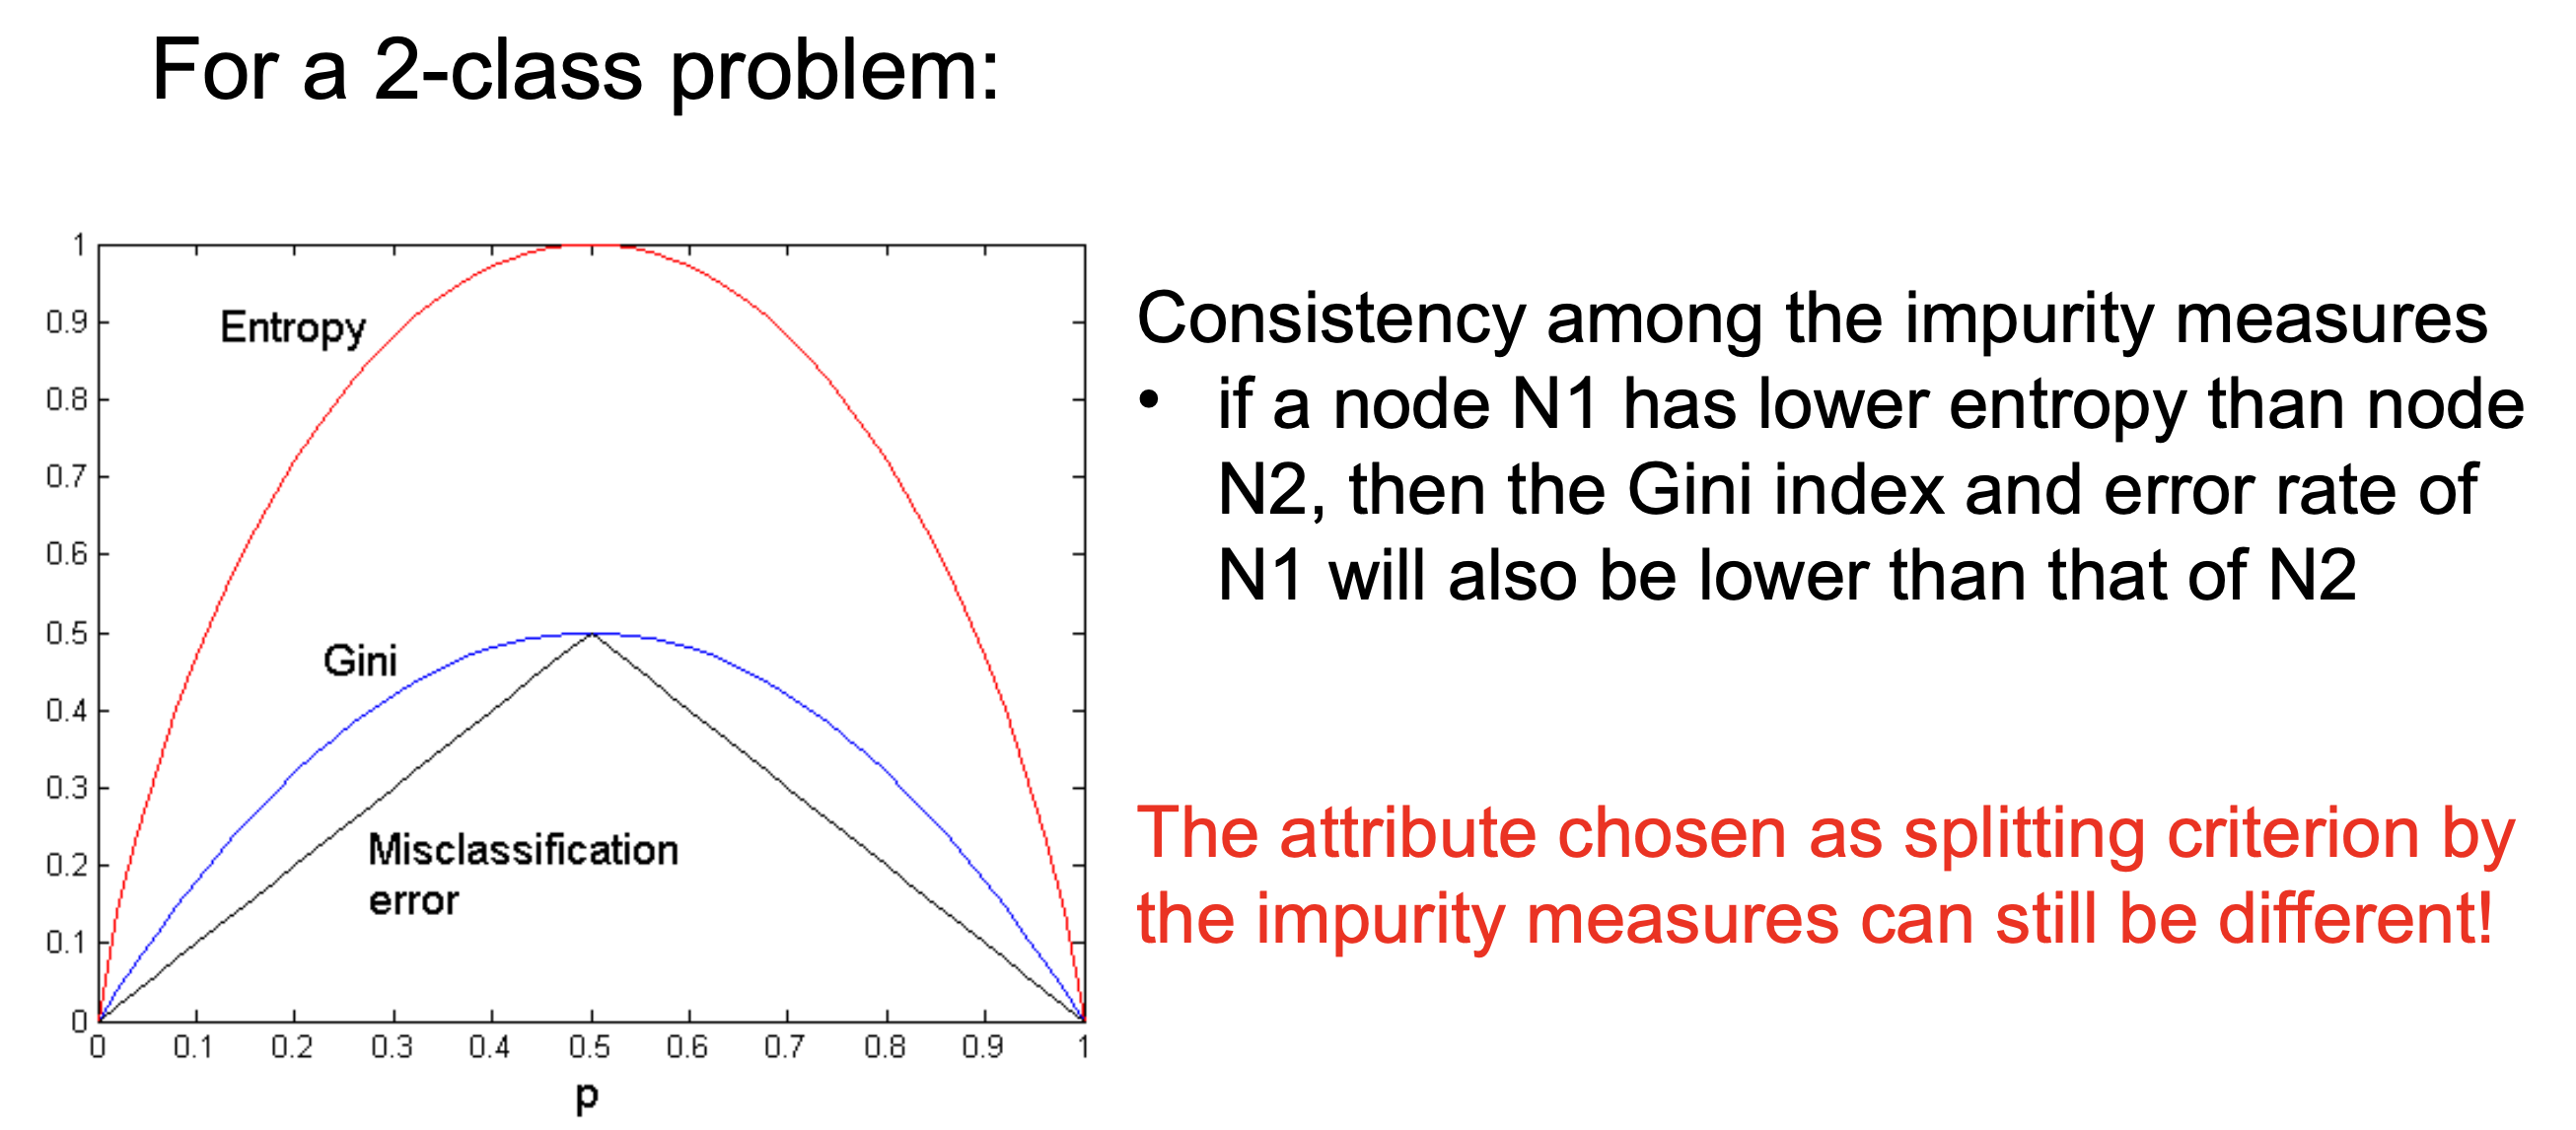 For a 2-class problem:
1
0.9
0.8
0.7
0.6
0.5
0.4
0.3
0.2
0.1
0
Entropy
Gini
Misclassification
error
0 0.1 0.2 0.3 0.4 0.5 0.6 0.7 0.8 0.9 1
p
Consistency among the impurity measures
• if a node N1 has lower entropy than node
N2, then the Gini index and error rate of
N1 will also be lower than that of N2
The attribute chosen as splitting criterion by
the impurity measures can still be different!